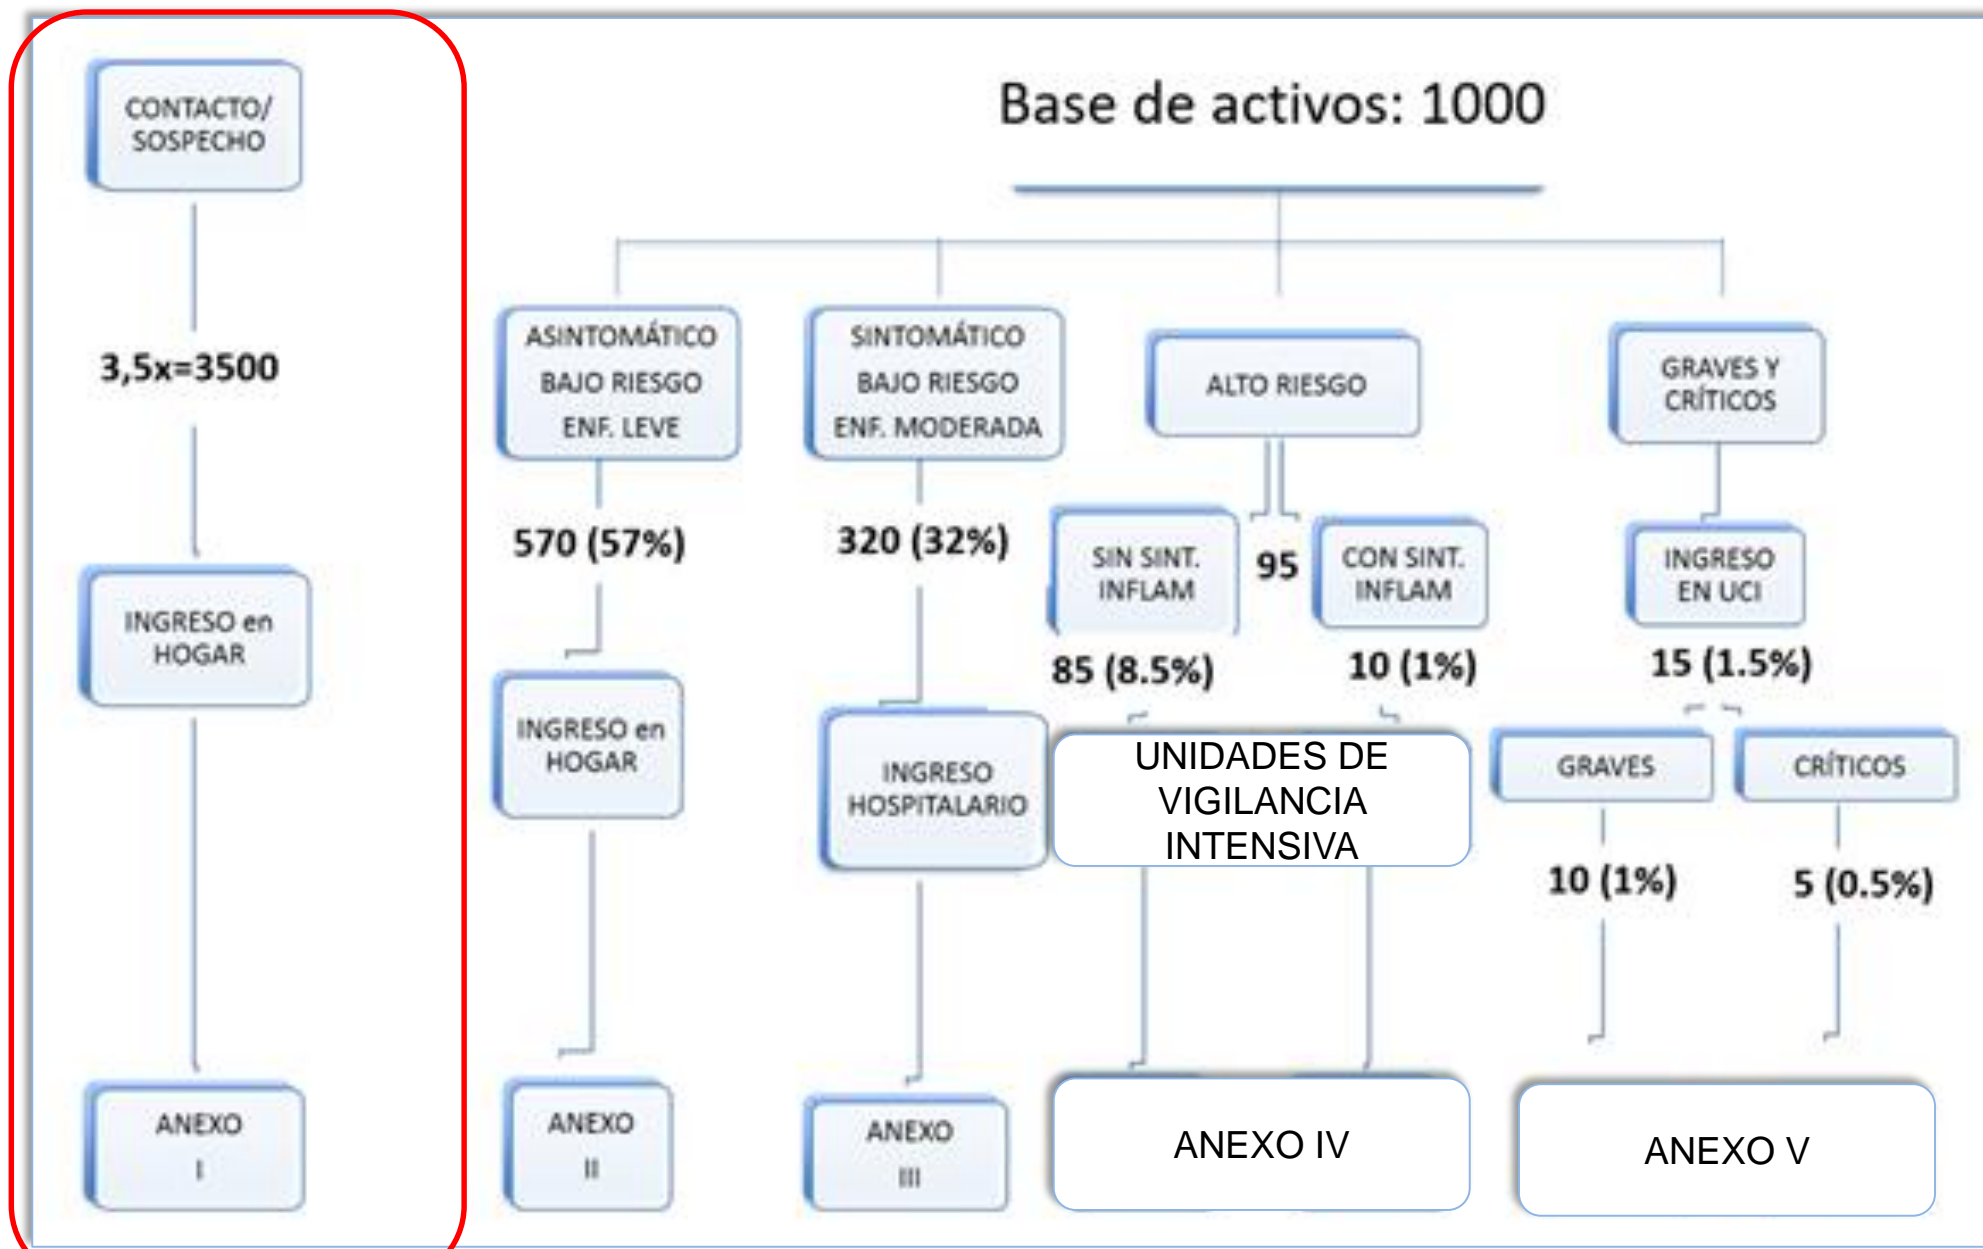 CONTACTO/
SOSPECHO
3,5x=3500
INGRESO en
HOGAR
ANEXO
I
Base de activos: 1000
ASINTOMÁTICO
BAJO RIESGO
ENF. LEVE
570 (57%)
INGRESO en
HOGAR
ANEXO
II
SINTOMÁTICO
BAJO RIESGO
ENF. MODERADA
320 (32%)
INGRESO
HOSPITALARIO
ANEXO
III
ALTO RIESGO
SIN SINT.
INFLAM
95
CON SINT.
INFLAM
85 (8.5%)
10 (1%)
UNIDADES DE
VIGILANCIA
INTENSIVA
ANEXO IV
GRAVES Y
CRÍTICOS
INGRESO
EN UCI
15 (1.5%)
GRAVES
CRÍTICOS
10 (1%)
5 (0.5%)
ANEXO V